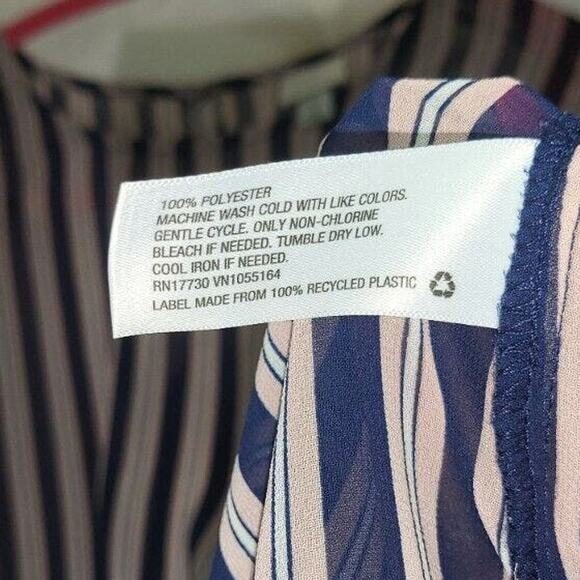 100% POLYESTER
MACHINE WASH COLD WITH LIKE COLORS.
GENTLE CYCLE. ONLY NON-CHLORINE
BLEACH IF NEEDED. TUMBLE DRY LOW.
COOL IRON IF NEEDED.
RN17730 VN1055164
LABEL MADE FROM 100% RECYCLED PLASTIC